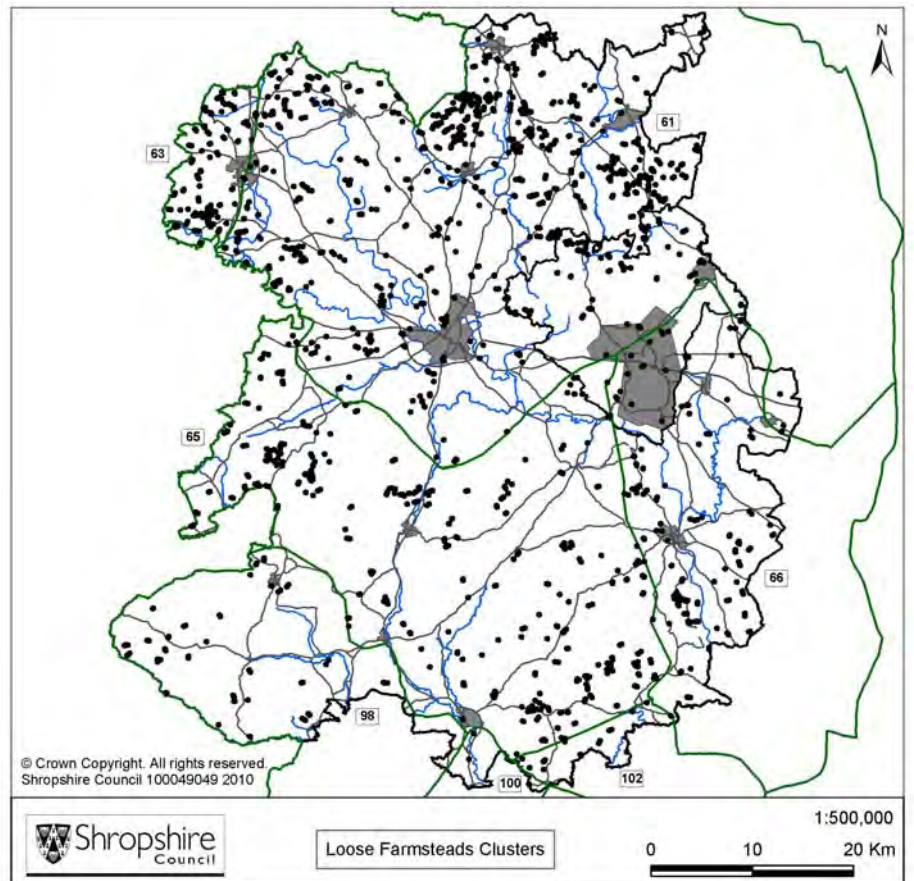 N
63
61
65
66
98
100
102
© Crown Copyright. All rights reserved.
Shropshire Council 100049049 2010
Shropshire
Council
Loose Farmsteads Clusters
1:500,000
0 10 20 Km